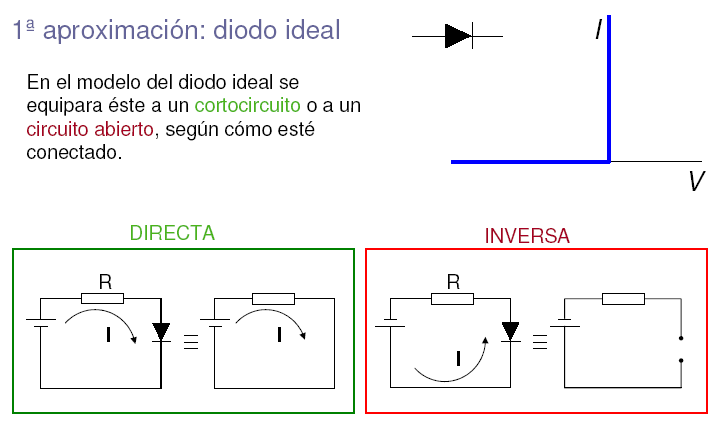 1ª aproximación: diodo ideal
En el modelo del diodo ideal se
equipara éste a un cortocircuito o a un
circuito abierto, según cómo esté
conectado.
I
V
DIRECTA
R
I
I
INVERSA
R
I